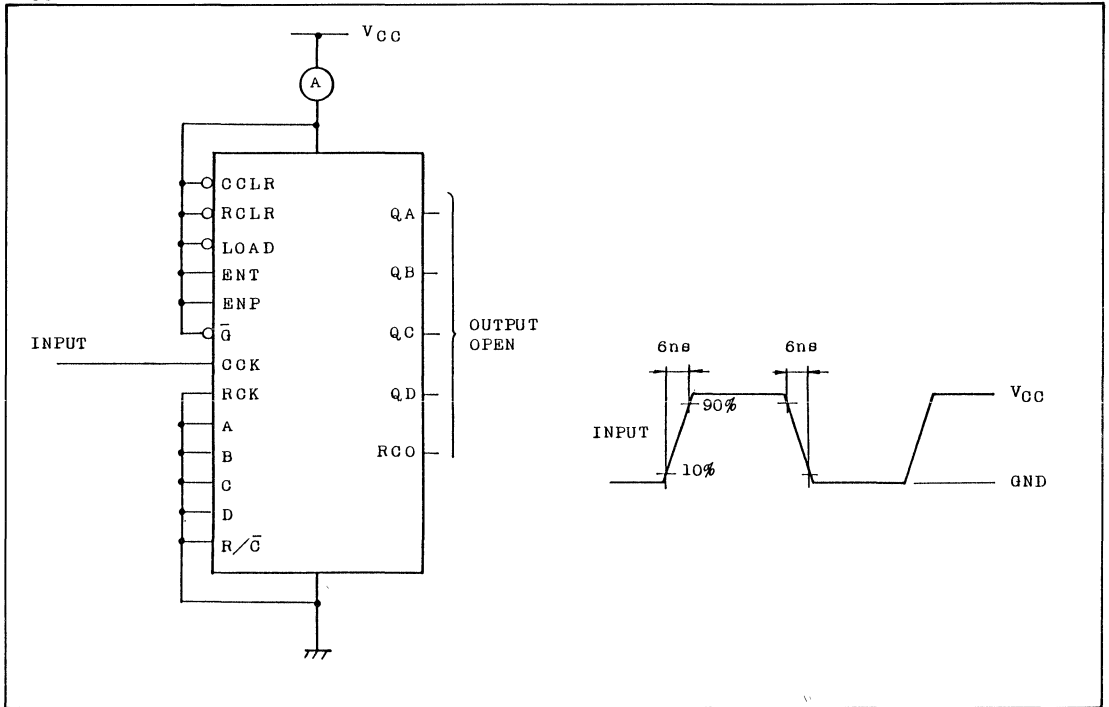 VCC
A
CCLR
RCLR
LOAD
ENT
ENP
G̅
CCK
RCK
A
B
C
D
R/C̅
INPUT
QA
QB
QC
QD
RCO
OUTPUT
OPEN
6ns
6ns
90%
10%
INPUT
VCC
GND